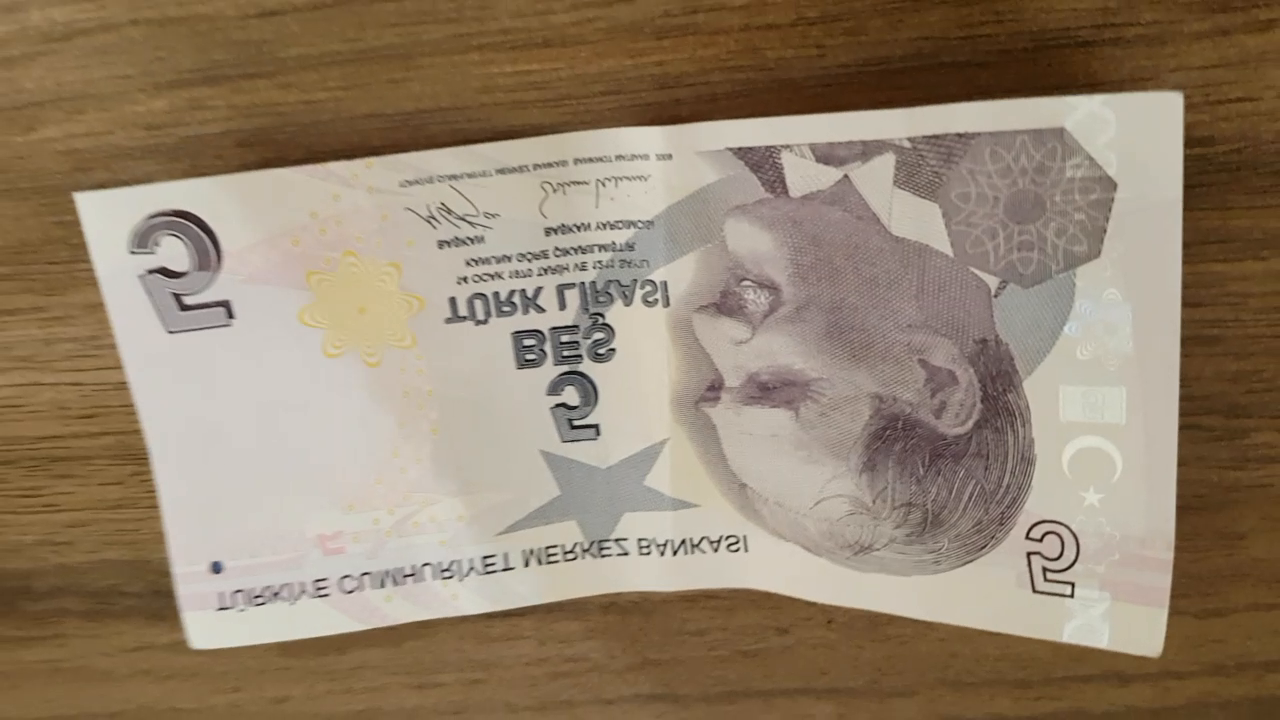 TÜRKİYE CUMHURİYET MERKEZ BANKASI
5
5
BEŞ
TÜRK LİRASI
14 OCAK 1970 TARİH VE 1211 SAYILI
KANUNA GÖRE ÇIKARILMIŞTIR.
BAŞKAN BAŞKAN YARDIMCISI
5